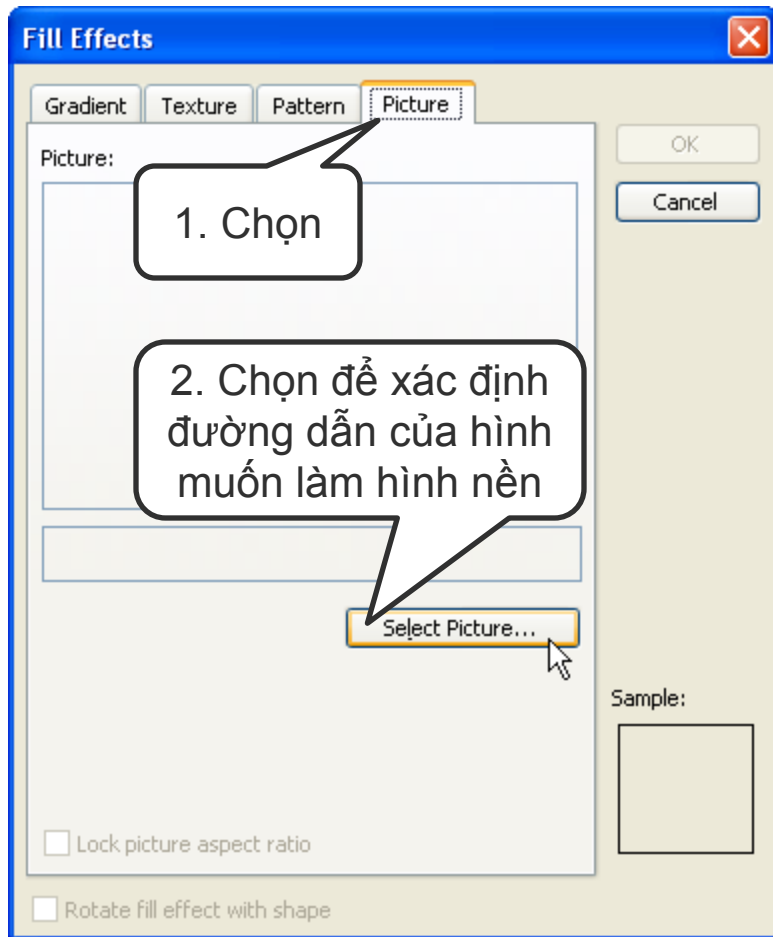 Fill Effects
Gradient Texture Pattern Picture
OK
Picture:
Cancel
1. Chọn
2. Chọn để xác định
đường dẫn của hình
muốn làm hình nền
Select Picture...
Sample:
Lock picture aspect ratio
Rotate fill effect with shape